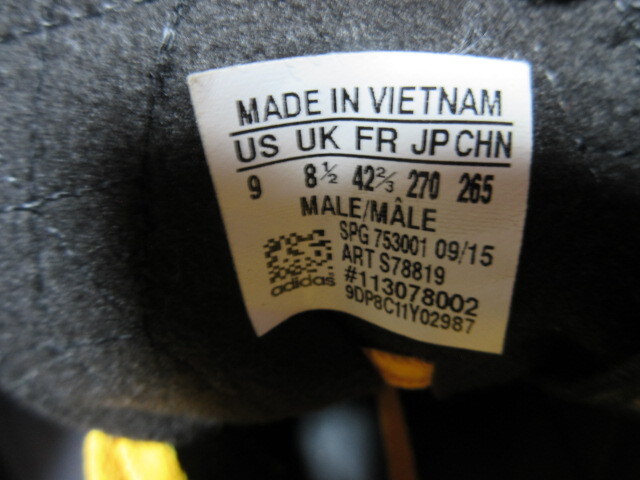 MADE IN VIETNAM
US UK FR JP CHN
9 8½ 42⅔ 270 265
MALE/MÂLE
SPG 753001 09/15
ART S78819
#113078002
adidas 9DP8C11Y02987